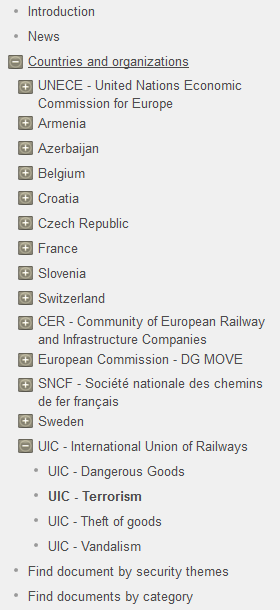 Introduction
News
Countries and organizations
UNECE - United Nations Economic
Commission for Europe
Armenia
Azerbaijan
Belgium
Croatia
Czech Republic
France
Slovenia
Switzerland
CER - Community of European Railway
and Infrastructure Companies
European Commission - DG MOVE
SNCF - Société nationale des chemins
de fer français
Sweden
UIC - International Union of Railways
UIC - Dangerous Goods
UIC - Terrorism
UIC - Theft of goods
UIC - Vandalism
Find document by security themes
Find documents by category